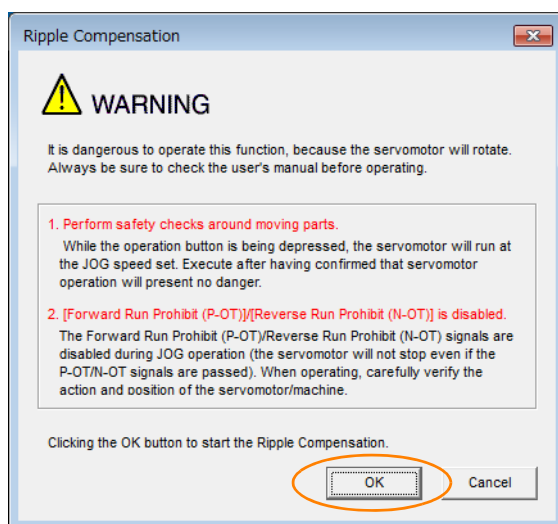 Ripple Compensation
WARNING
It is dangerous to operate this function, because the servomotor will rotate.
Always be sure to check the user's manual before operating.
1. Perform safety checks around moving parts.
While the operation button is being depressed, the servomotor will run at
the JOG speed set. Execute after having confirmed that servomotor
operation will present no danger.
2. [Forward Run Prohibit (P-OT)]/[Reverse Run Prohibit (N-OT)] is disabled.
The Forward Run Prohibit (P-OT)/Reverse Run Prohibit (N-OT) signals are
disabled during JOG operation (the servomotor will not stop even if the
P-OT/N-OT signals are passed). When operating, carefully verify the
action and position of the servomotor/machine.
Clicking the OK button to start the Ripple Compensation.
OK
Cancel